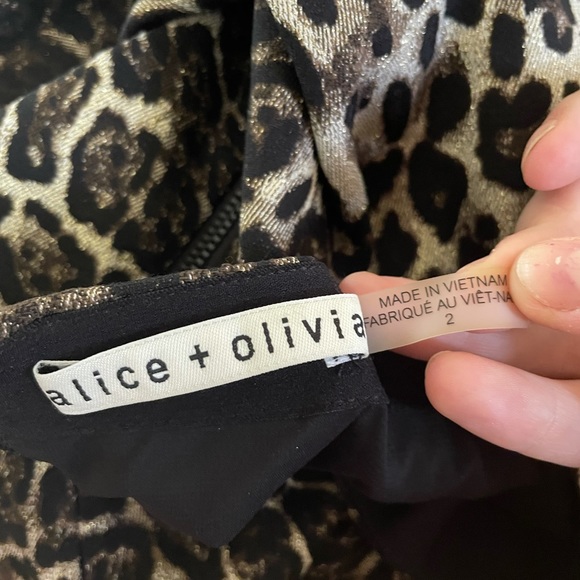 alice + olivia
MADE IN VIETNAM
FABRIQUÉ AU VIÊT-NA
2